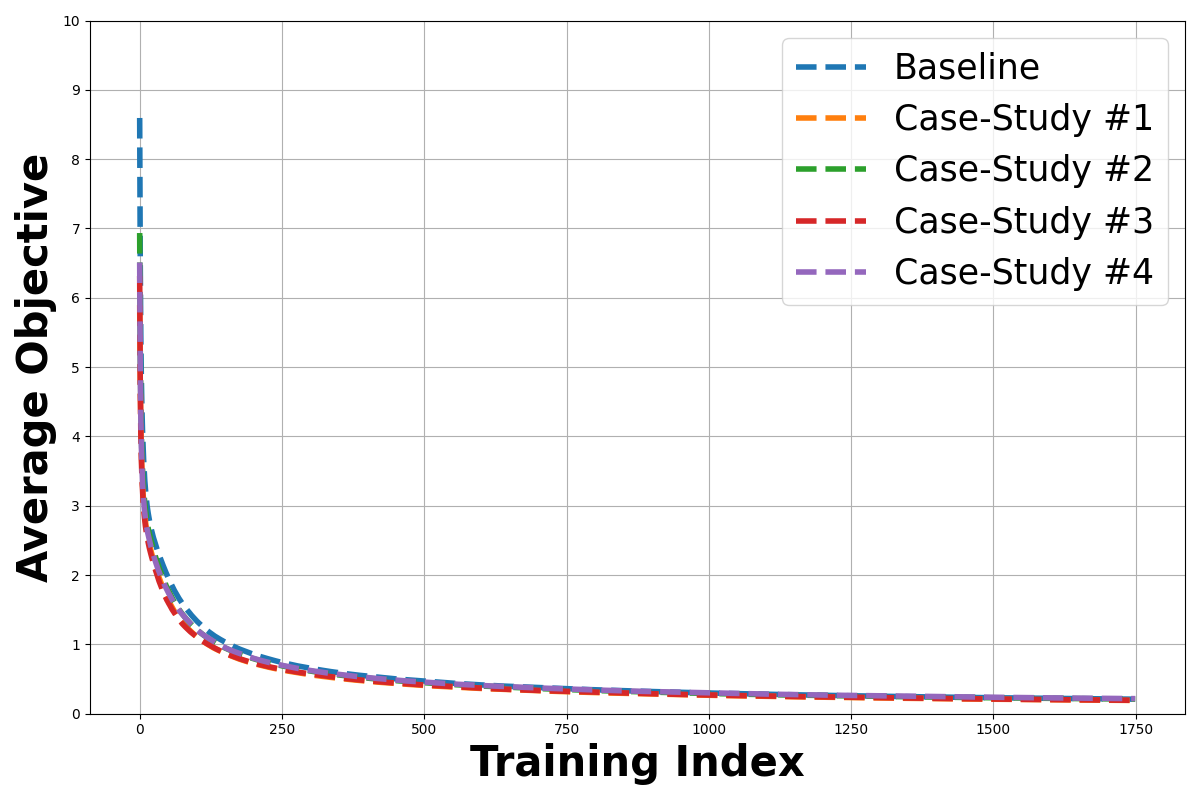 10
9
8
7
6
5
4
3
2
1
0
Average Objective
0 250 500 750 1000 1250 1500 1750
Training Index
Baseline
Case-Study #1
Case-Study #2
Case-Study #3
Case-Study #4